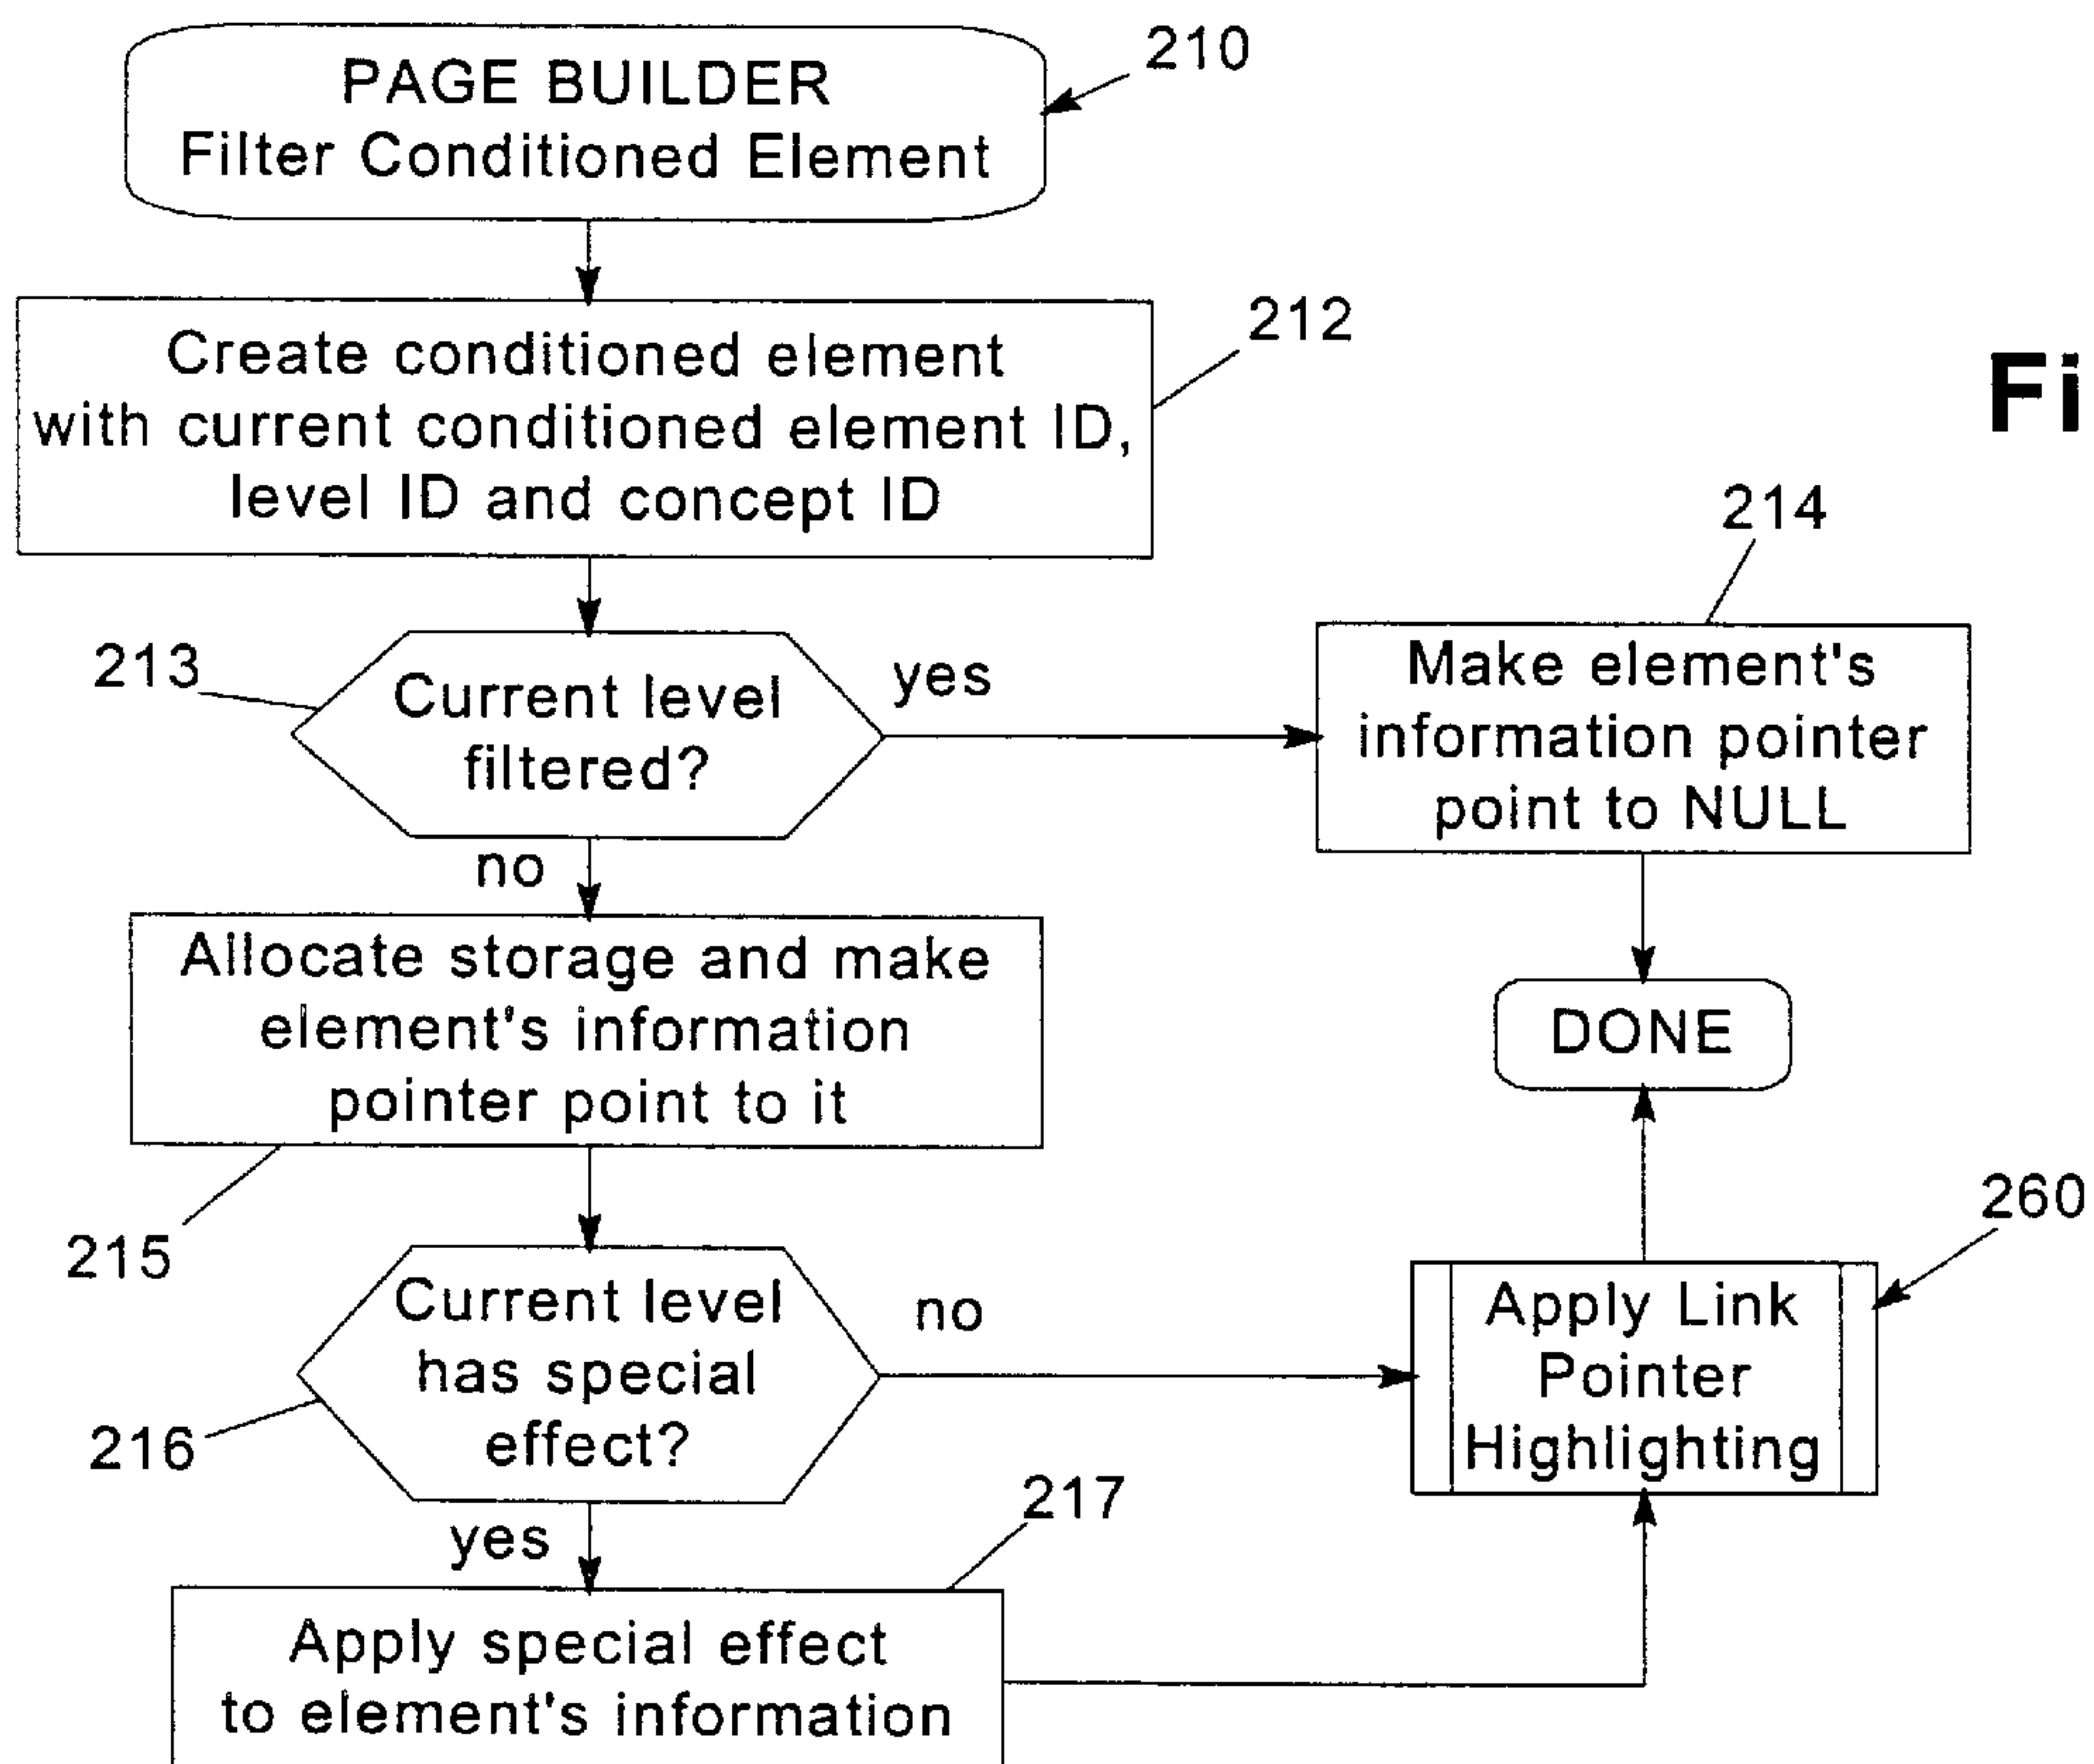 PAGE BUILDER
Filter Conditioned Element
210
Create conditioned element
with current conditioned element ID,
level ID and concept ID
212
Fi
213
Current level
filtered?
yes
no
214
Make element's
information pointer
point to NULL
Allocate storage and make
element's information
pointer point to it
215
DONE
Current level
has special
effect?
216
no
yes
260
Apply Link
Pointer
Highlighting
217
Apply special effect
to element's information